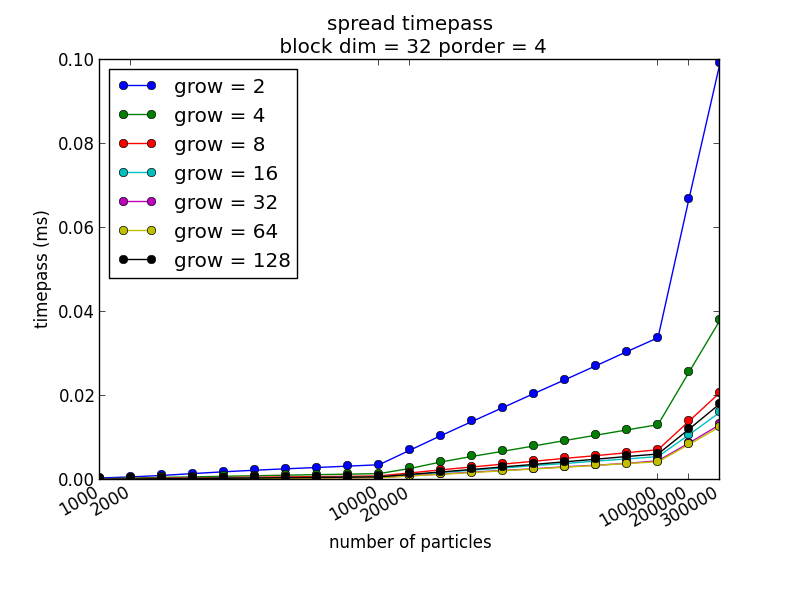 spread timepass
block dim = 32 porder = 4
0.10
0.08
0.06
0.04
0.02
0.00
timepass (ms)
grow = 2
grow = 4
grow = 8
grow = 16
grow = 32
grow = 64
grow = 128
1000
2000
10000
20000
100000
200000
300000
number of particles